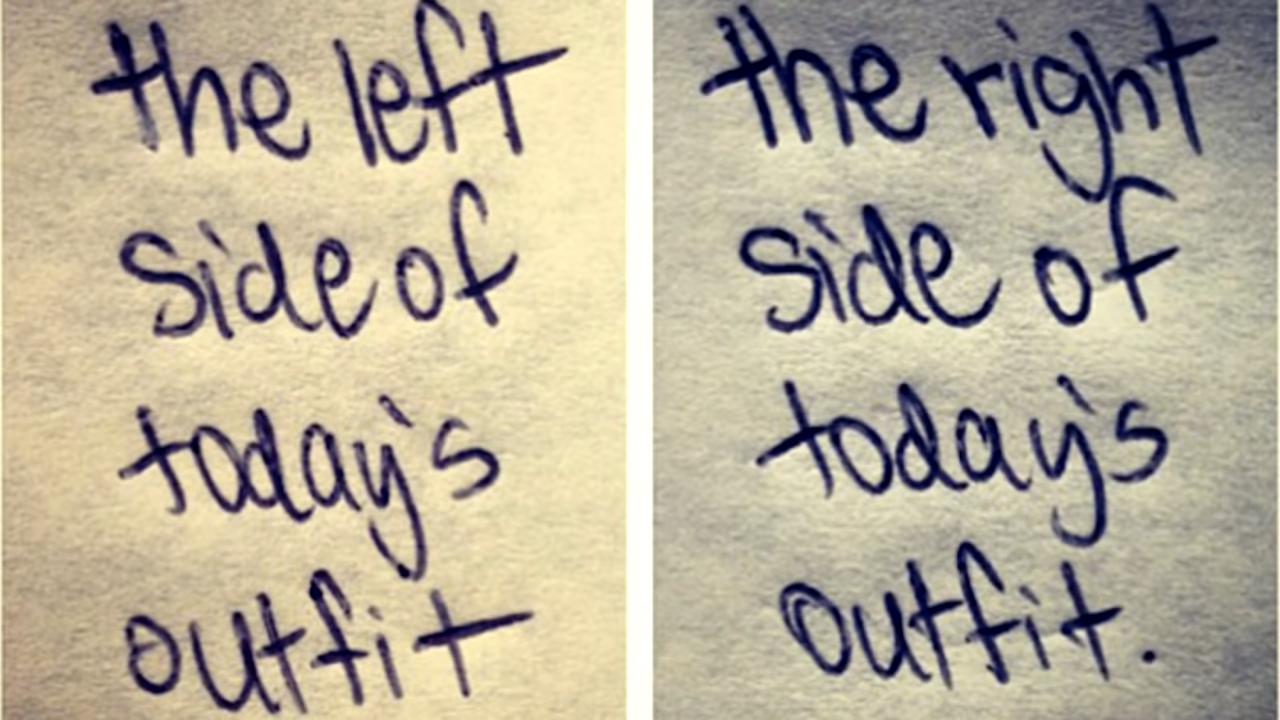 the left
side of
today's
outfit
the right
side of
today's
outfit.